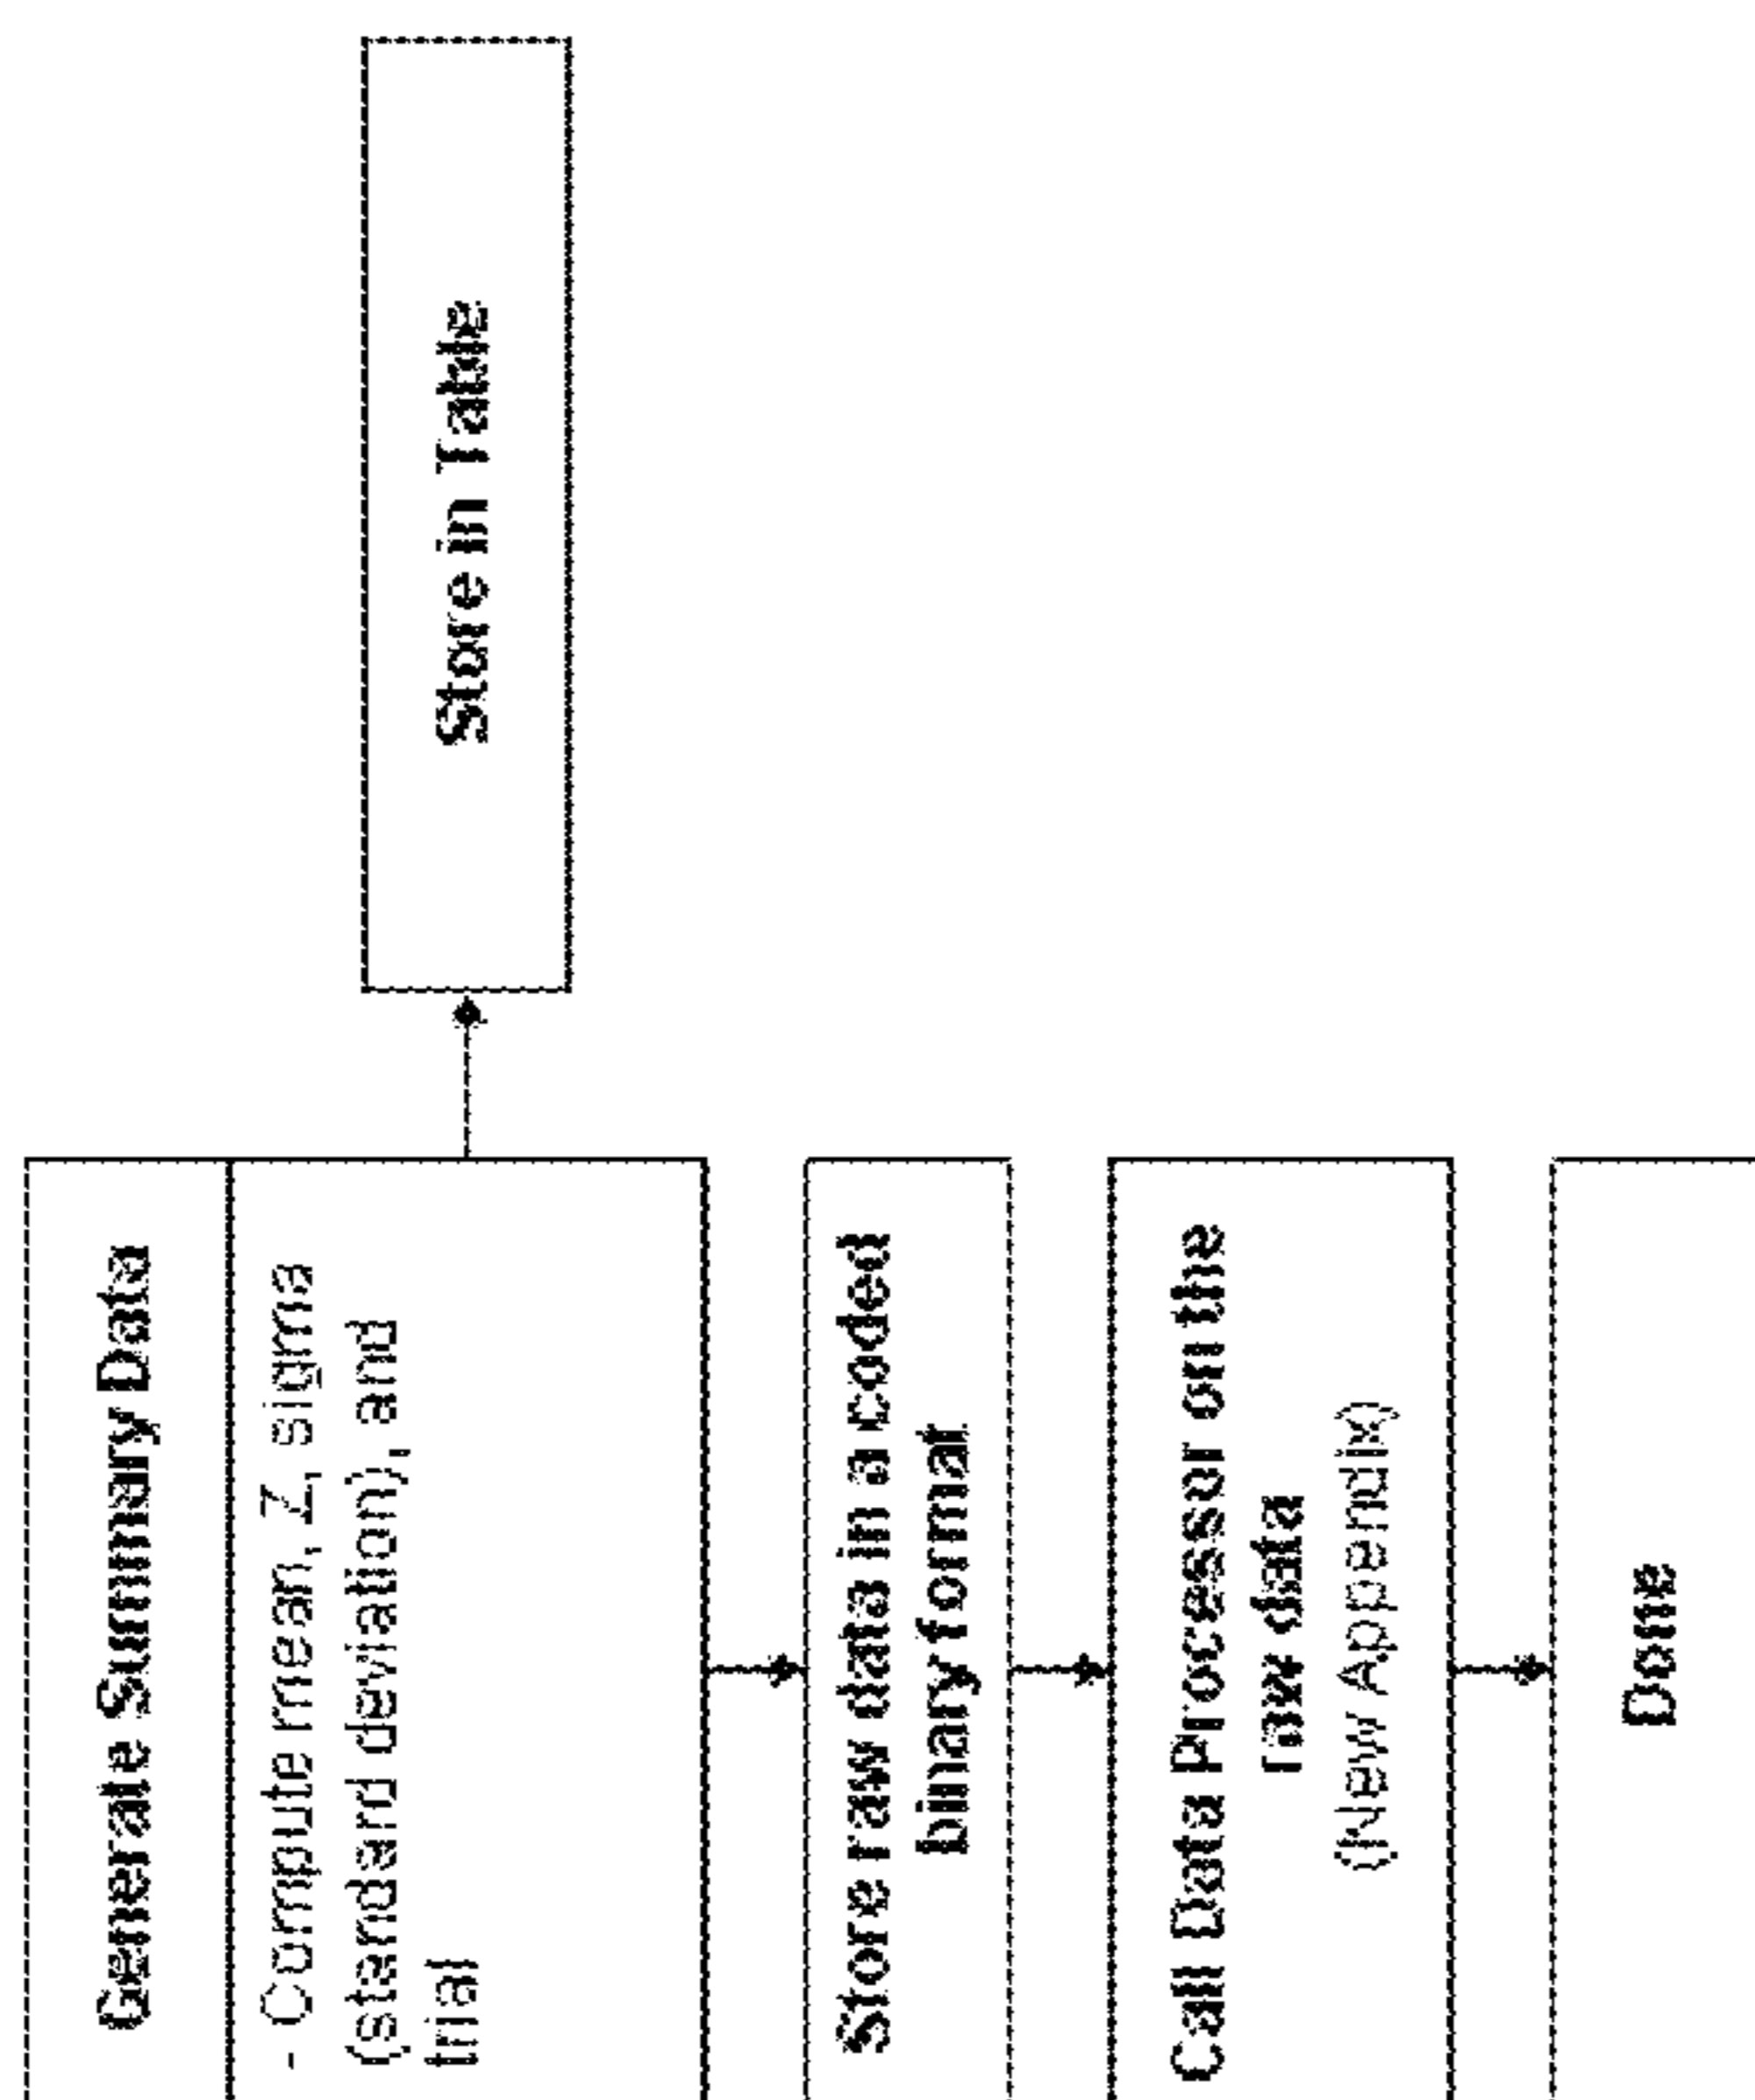 Generate Summary Data
- Compute mean, Z, sigma
(standard deviation), and
trial
Store in Table
Store raw data in a coded
binary format
Call Data Processor on the
raw data
(New Appendix)
Done